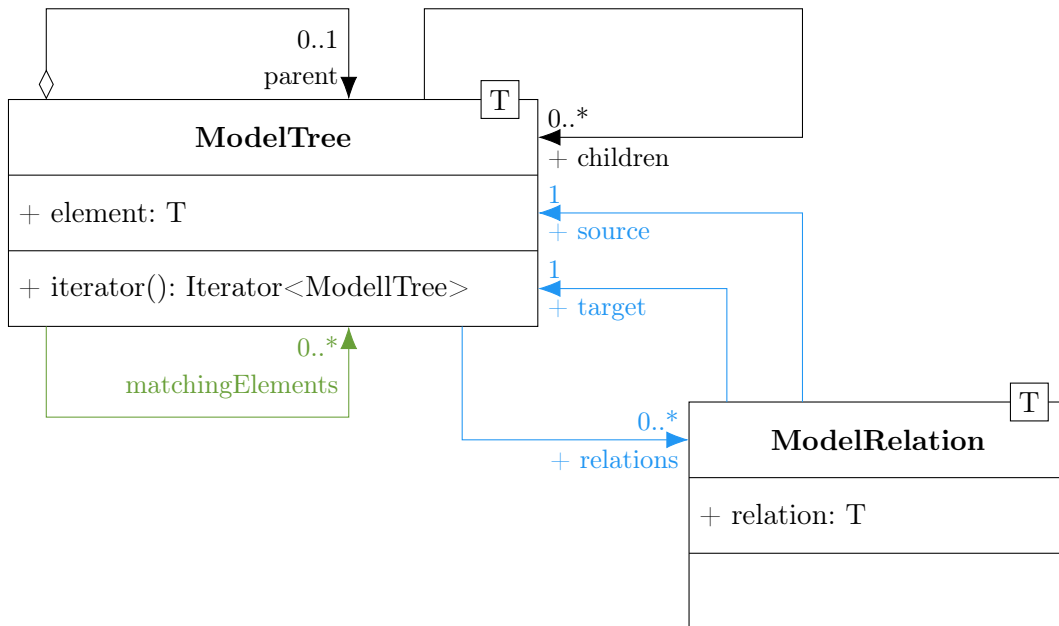 0..1
parent
T
ModelTree
0..*
+ children
+ element: T
1
+ source
+ iterator(): Iterator<ModellTree>
1
+ target
0..*
matchingElements
0..*
+ relations
T
ModelRelation
+ relation: T